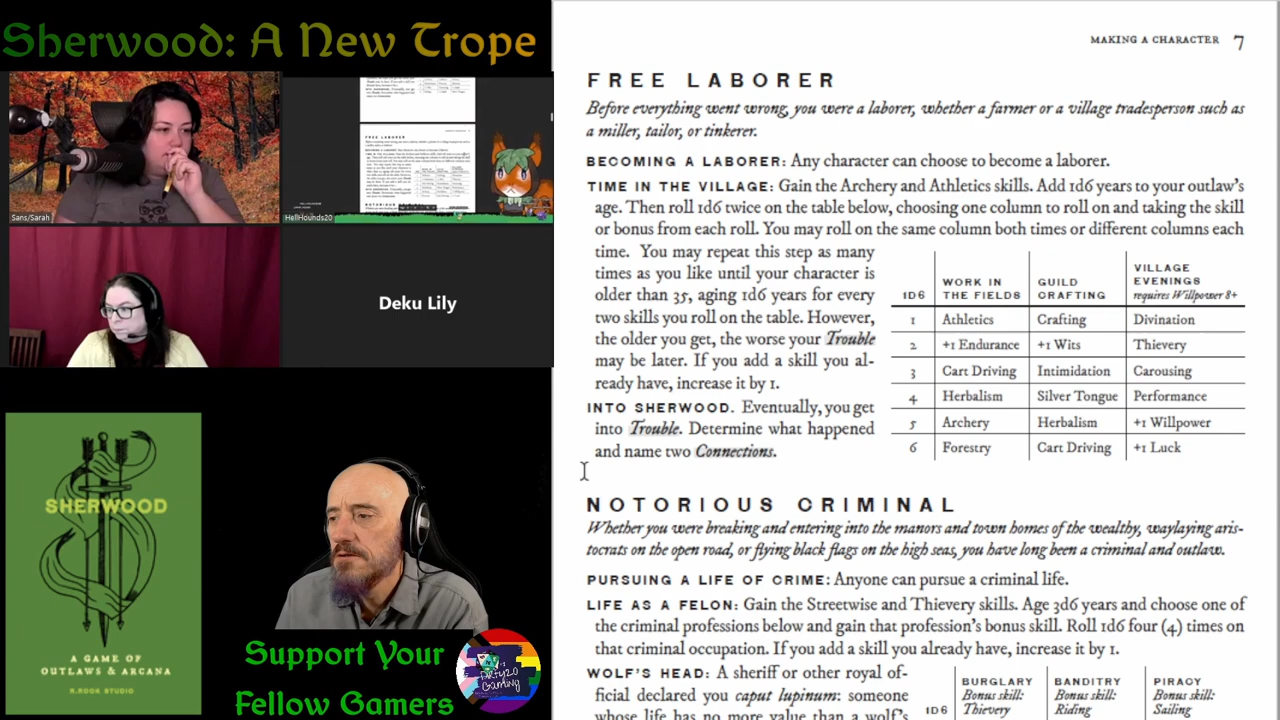 Sherwood: A New Trope
Sans/Sarah
HellHounds20
Deku Lily
SHERWOOD
A GAME OF
OUTLAWS & ARCANA
R.ROOK STUDIO
Support Your
Fellow Gamers
MAKING A CHARACTER 7
FREE LABORER
Before everything went wrong, you were a laborer, whether a farmer or a village tradesperson such as
a miller, tailor, or tinkerer.
BECOMING A LABORER: Any character can choose to become a laborer.
TIME IN THE VILLAGE: Gain the Archery and Athletics skills. Add 1d6 years to your outlaw's
age. Then roll 1d6 twice on the table below, choosing one column to roll on and taking the skill
or bonus from each roll. You may roll on the same column both times or different columns each
time. You may repeat this step as many
times as you like until your character is
older than 35, aging 1d6 years for every
two skills you roll on the table. However,
the older you get, the worse your Trouble
may be later. If you add a skill you al-
ready have, increase it by 1.
INTO SHERWOOD. Eventually, you get
into Trouble. Determine what happened
and name two Connections.
1D6 WORK IN THE FIELDS GUILD CRAFTING VILLAGE EVENINGS requires Willpower 8+
1 Athletics Crafting Divination
2 +1 Endurance +1 Wits Thievery
3 Cart Driving Intimidation Carousing
4 Herbalism Silver Tongue Performance
5 Archery Herbalism +1 Willpower
6 Forestry Cart Driving +1 Luck
NOTORIOUS CRIMINAL
Whether you were breaking and entering into the manors and town homes of the wealthy, waylaying aris-
tocrats on the open road, or flying black flags on the high seas, you have long been a criminal and outlaw.
PURSUING A LIFE OF CRIME: Anyone can pursue a criminal life.
LIFE AS A FELON: Gain the Streetwise and Thievery skills. Age 3d6 years and choose one of
the criminal professions below and gain that profession's bonus skill. Roll 1d6 four (4) times on
that criminal occupation. If you add a skill you already have, increase it by 1.
WOLF'S HEAD: A sheriff or other royal of-
ficial declared you caput lupinum: someone
whose life has no more value than a wolf's
1D6 BURGLARY Bonus skill: Thievery BANDITRY Bonus skill: Riding PIRACY Bonus skill: Sailing